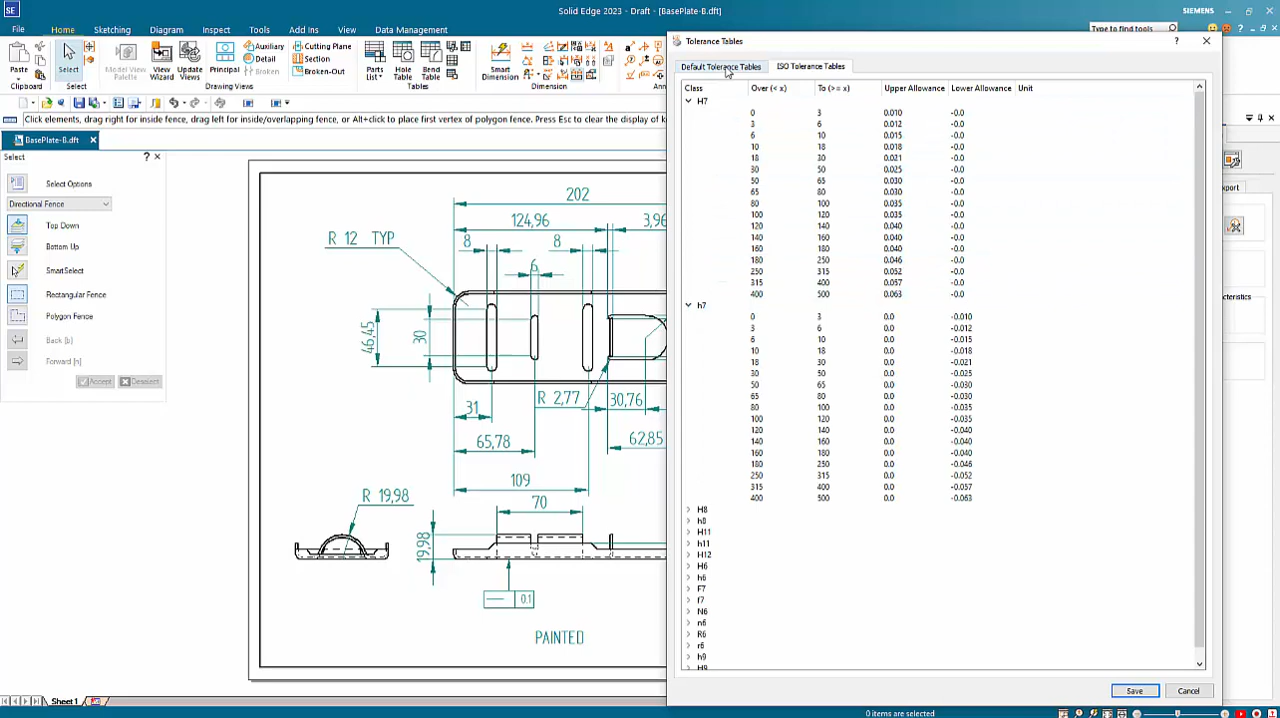 SE
Solid Edge 2023 - Draft - [BasePlate-B.dft]
SIEMENS
File
Home
Sketching
Diagram
Inspect
Tools
Add Ins
View
Data Management
Type to find tools
Paste
Clipboard
Select
Select
Model View Palette
View Wizard
Update Views
Principal
Auxiliary
Detail
Broken
Cutting Plane
Section
Broken-Out
Drawing Views
Parts List
Hole Table
Bend Table
Tables
Smart Dimension
Dimension
Click elements, drag right for inside fence, drag left for inside/overlapping fence, or Alt+click to place first vertex of polygon fence. Press Esc to clear the display of
BasePlate-B.dft
Select
Select Options
Directional Fence
Top Down
Bottom Up
SmartSelect
Rectangular Fence
Polygon Fence
Back (b)
Forward (n)
Accept
Deselect
202
124,96
3,96
R 12 TYP
8
8
6
46,45
30
R 2,77
30,76
31
65,78
62,85
109
70
R 19,98
19,98
0.1
PAINTED
Sheet1
Tolerance Tables
Default Tolerance Tables
ISO Tolerance Tables
Class Over (< x) To (>= x) Upper Allowance Lower Allowance Unit
H7
0 3 0.010 -0.0
3 6 0.012 -0.0
6 10 0.015 -0.0
10 18 0.018 -0.0
18 30 0.021 -0.0
30 50 0.025 -0.0
50 65 0.030 -0.0
65 80 0.030 -0.0
80 100 0.035 -0.0
100 120 0.035 -0.0
120 140 0.040 -0.0
140 160 0.040 -0.0
160 180 0.040 -0.0
180 250 0.046 -0.0
250 315 0.052 -0.0
315 400 0.057 -0.0
400 500 0.063 -0.0
h7
0 3 0.0 -0.010
3 6 0.0 -0.012
6 10 0.0 -0.015
10 18 0.0 -0.018
18 30 0.0 -0.021
30 50 0.0 -0.025
50 65 0.0 -0.030
65 80 0.0 -0.030
80 100 0.0 -0.035
100 120 0.0 -0.035
120 140 0.0 -0.040
140 160 0.0 -0.040
160 180 0.0 -0.040
180 250 0.0 -0.046
250 315 0.0 -0.052
315 400 0.0 -0.057
400 500 0.0 -0.063
H8
h8
H11
h11
H12
H6
h6
F7
f7
N6
n6
R6
r6
h9
H9
Save
Cancel
0 items are selected